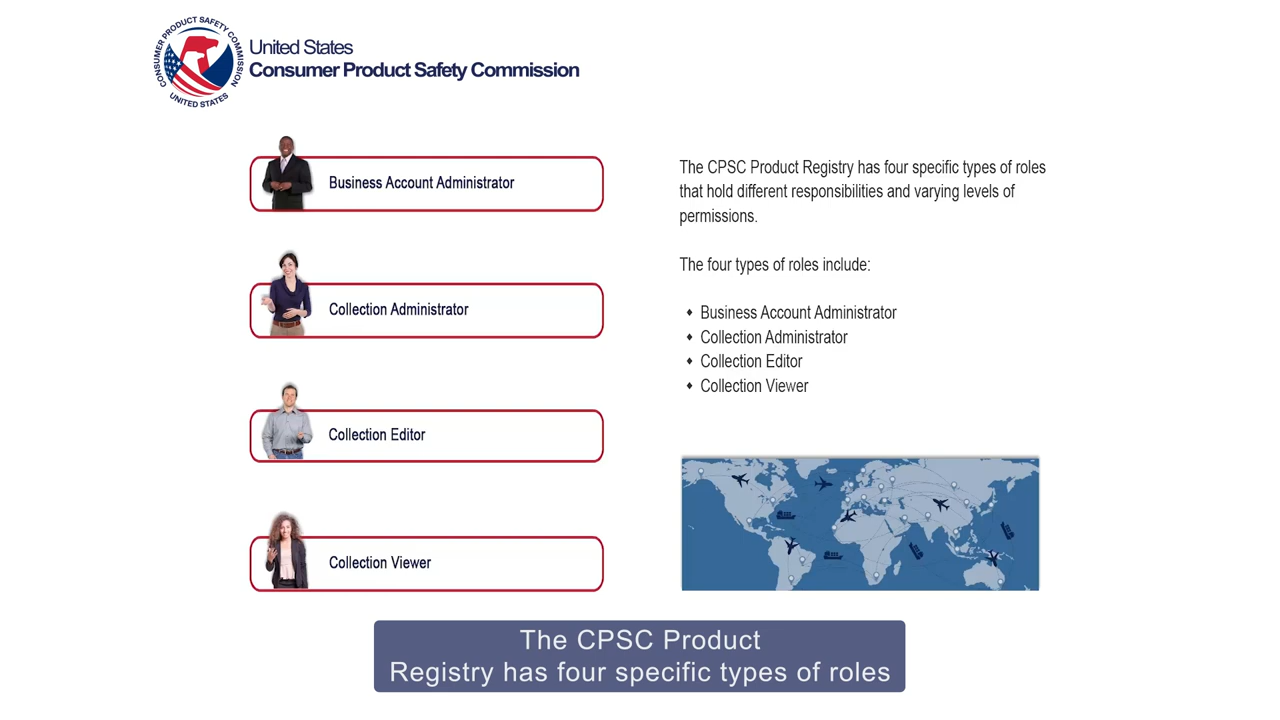 CONSUMER PRODUCT SAFETY COMMISSION
UNITED STATES
United States
Consumer Product Safety Commission
Business Account Administrator
Collection Administrator
Collection Editor
Collection Viewer
The CPSC Product Registry has four specific types of roles
that hold different responsibilities and varying levels of
permissions.
The four types of roles include:
♦ Business Account Administrator
♦ Collection Administrator
♦ Collection Editor
♦ Collection Viewer
The CPSC Product
Registry has four specific types of roles